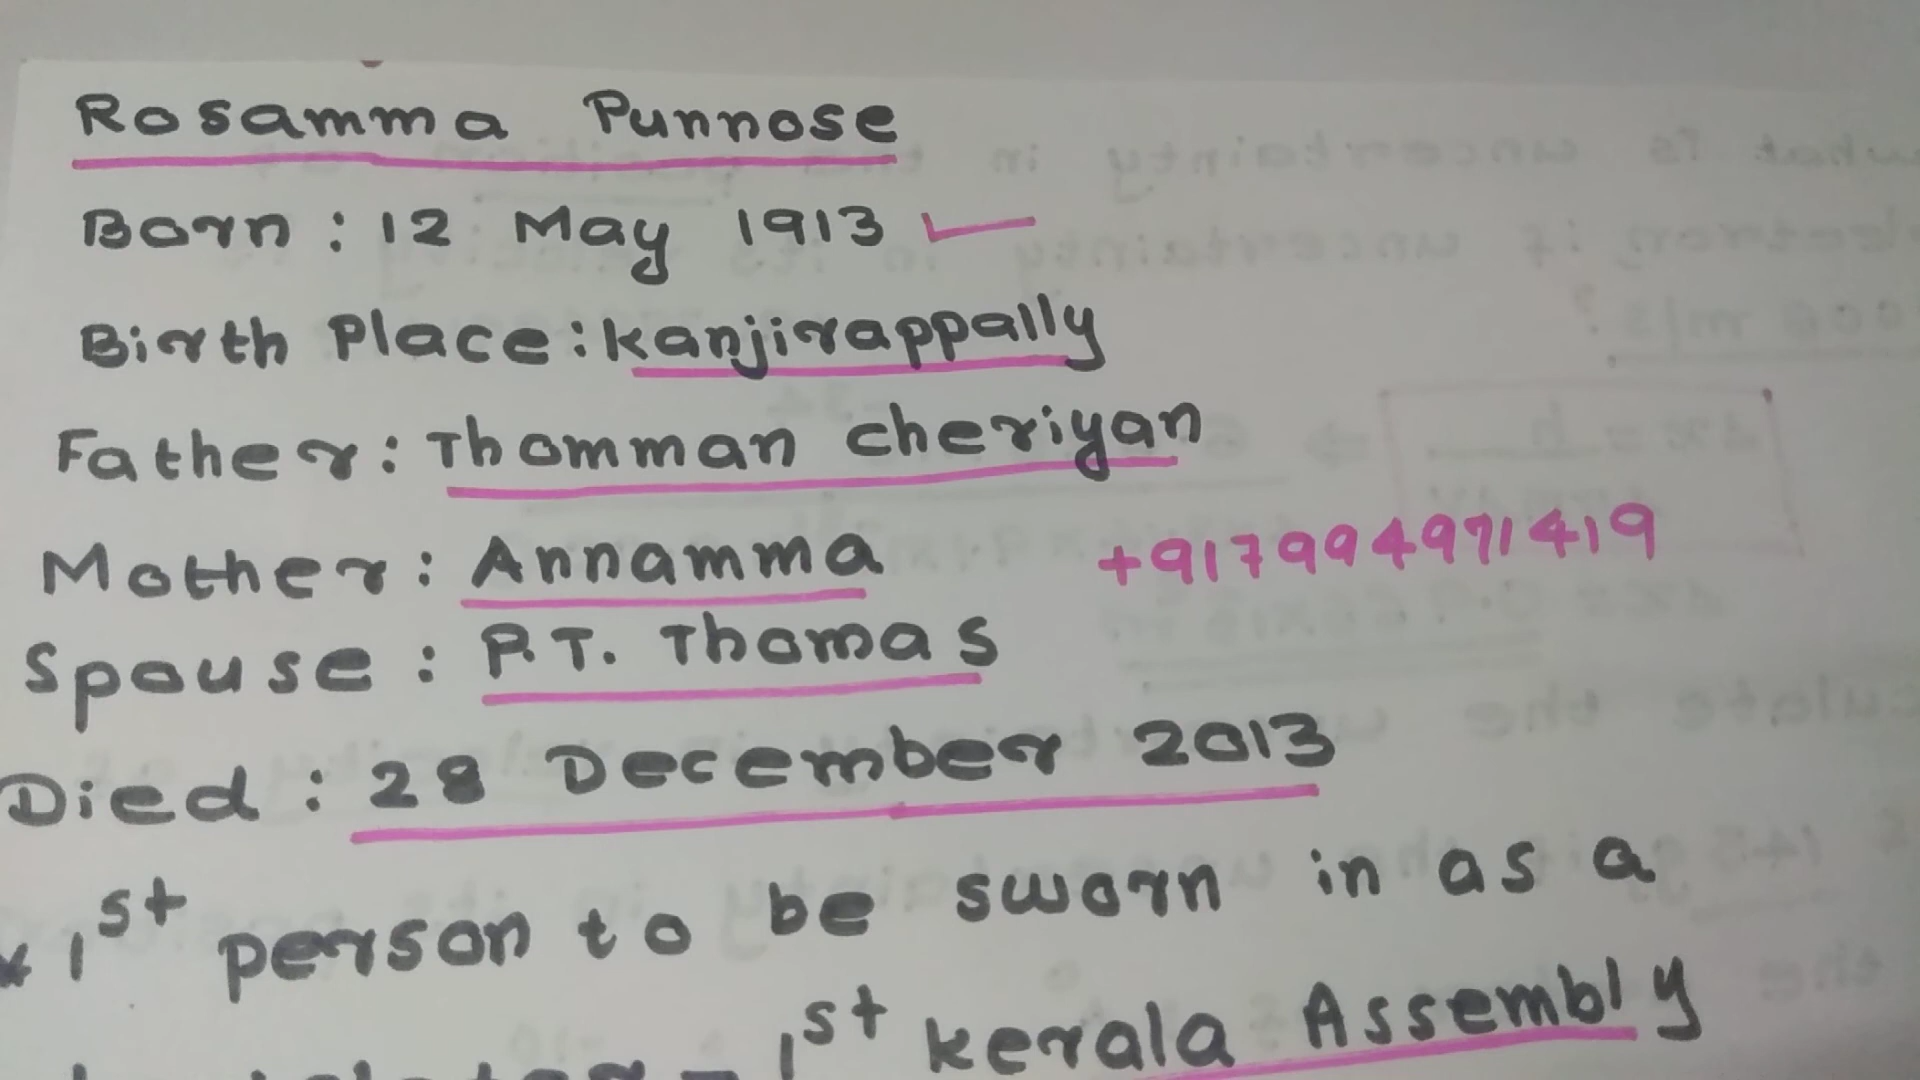 Rosamma Punnose
Born : 12 May 1913
Birth Place : Kanjirappally
Father : Thomman Cheriyan
Mother : Annamma
+917994971419
Spouse : P.T. Thomas
Died : 28 December 2013
* 1st person to be sworn in as a
- 1st Kerala Assembly